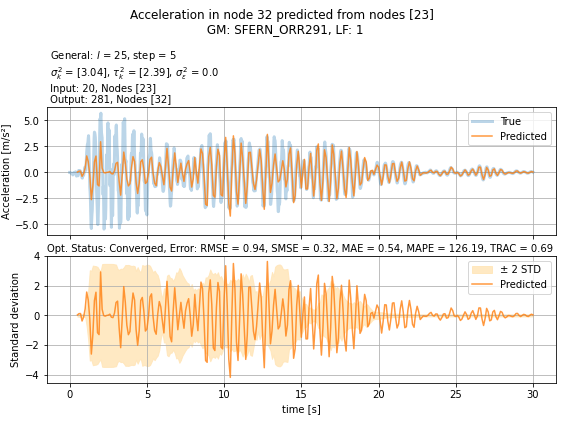 Acceleration in node 32 predicted from nodes [23]
GM: SFERN_ORR291, LF: 1
General: l = 25, step = 5
σ²ₖ = [3.04], τ²ₖ = [2.39], σ²ε = 0.0
Input: 20, Nodes [23]
Output: 281, Nodes [32]
Acceleration [m/s²]
5.0
2.5
0.0
−2.5
−5.0
True
Predicted
Opt. Status: Converged, Error: RMSE = 0.94, SMSE = 0.32, MAE = 0.54, MAPE = 126.19, TRAC = 0.69
Standard deviation
4
2
0
−2
−4
± 2 STD
Predicted
0 5 10 15 20 25 30
time [s]